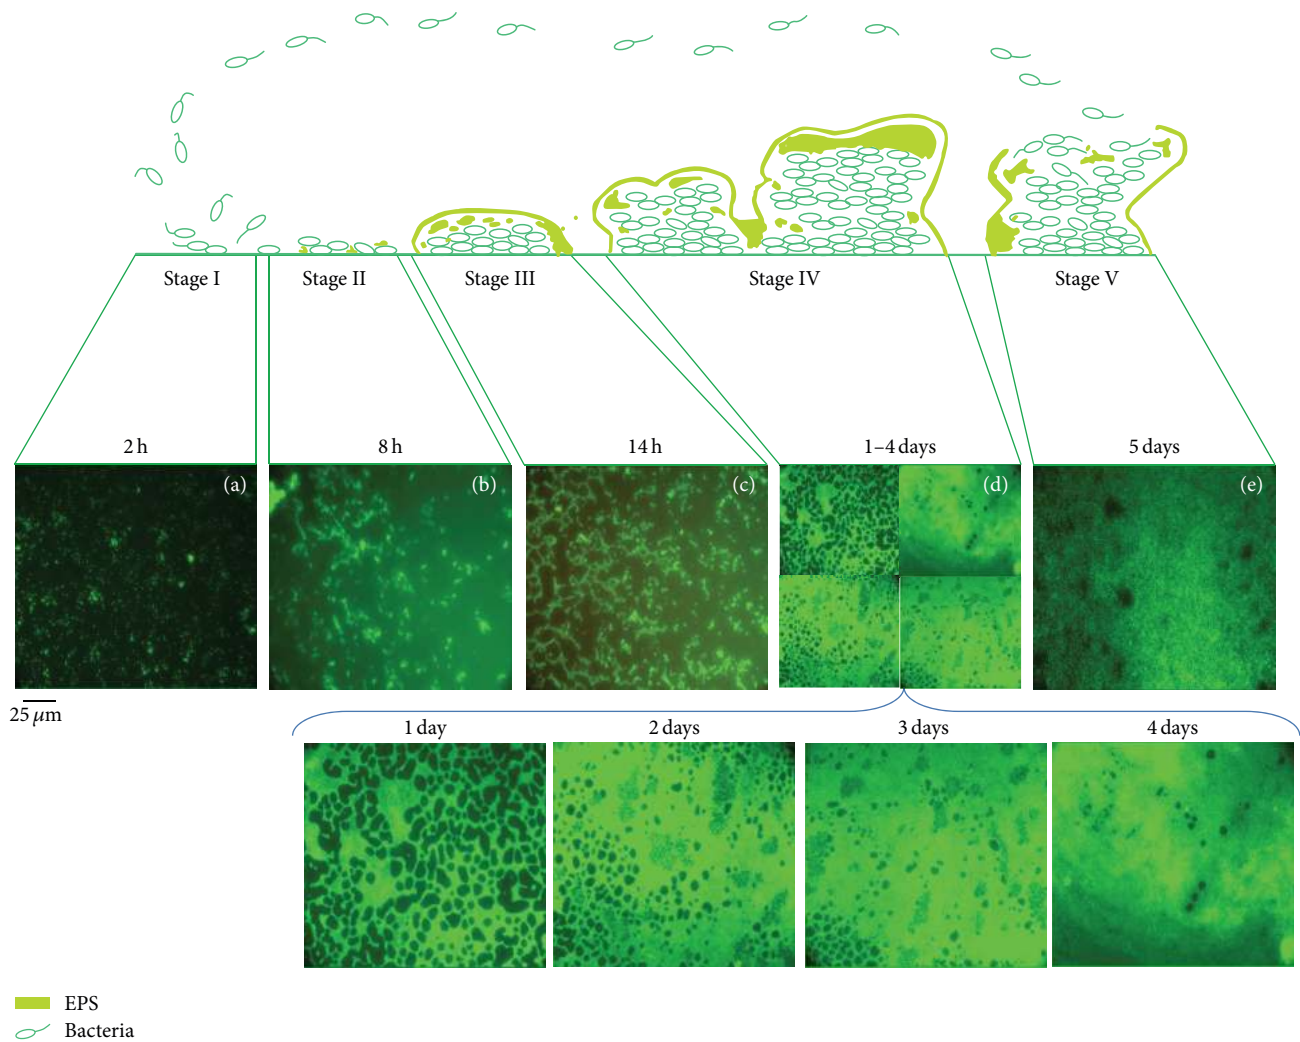 Stage I
Stage II
Stage III
Stage IV
Stage V
2 h
8 h
14 h
1–4 days
5 days
(a)
(b)
(c)
(d)
(e)
25 μm
1 day
2 days
3 days
4 days
EPS
Bacteria